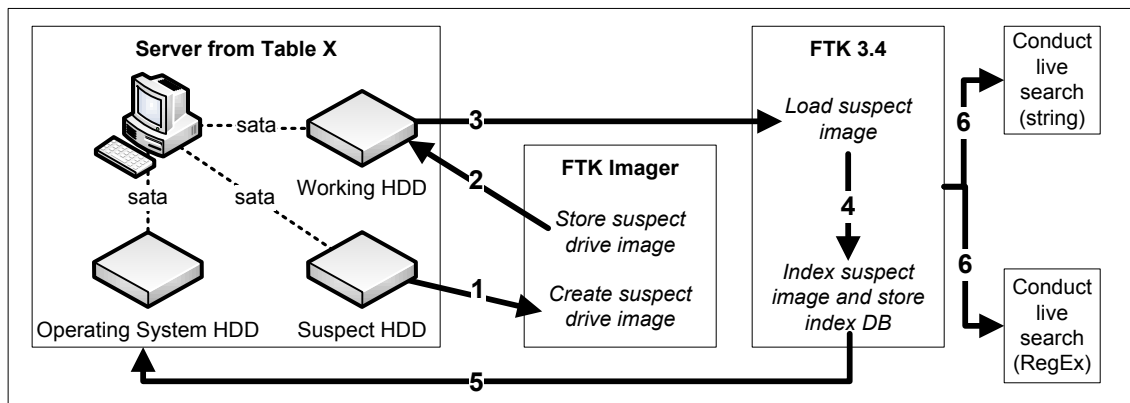 Server from Table X
sata
sata
sata
Working HDD
Operating System HDD
Suspect HDD
1
2
3
FTK Imager
Store suspect
drive image
Create suspect
drive image
FTK 3.4
Load suspect
image
4
Index suspect
image and store
index DB
5
6
6
Conduct
live
search
(string)
Conduct
live
search
(RegEx)